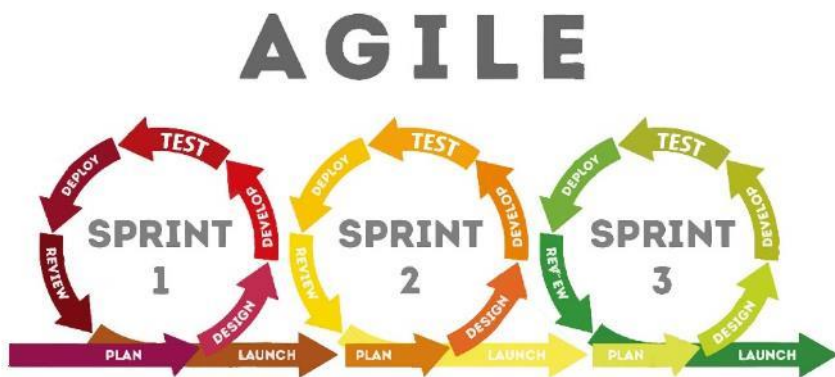 AGILE
TEST
DEPLOY
DEVELOP
SPRINT
1
REVIEW
DESIGN
PLAN
LAUNCH
TEST
DEPLOY
DEVELOP
SPRINT
2
REVIEW
DESIGN
PLAN
LAUNCH
TEST
DEPLOY
DEVELOP
SPRINT
3
DESIGN
PLAN
LAUNCH